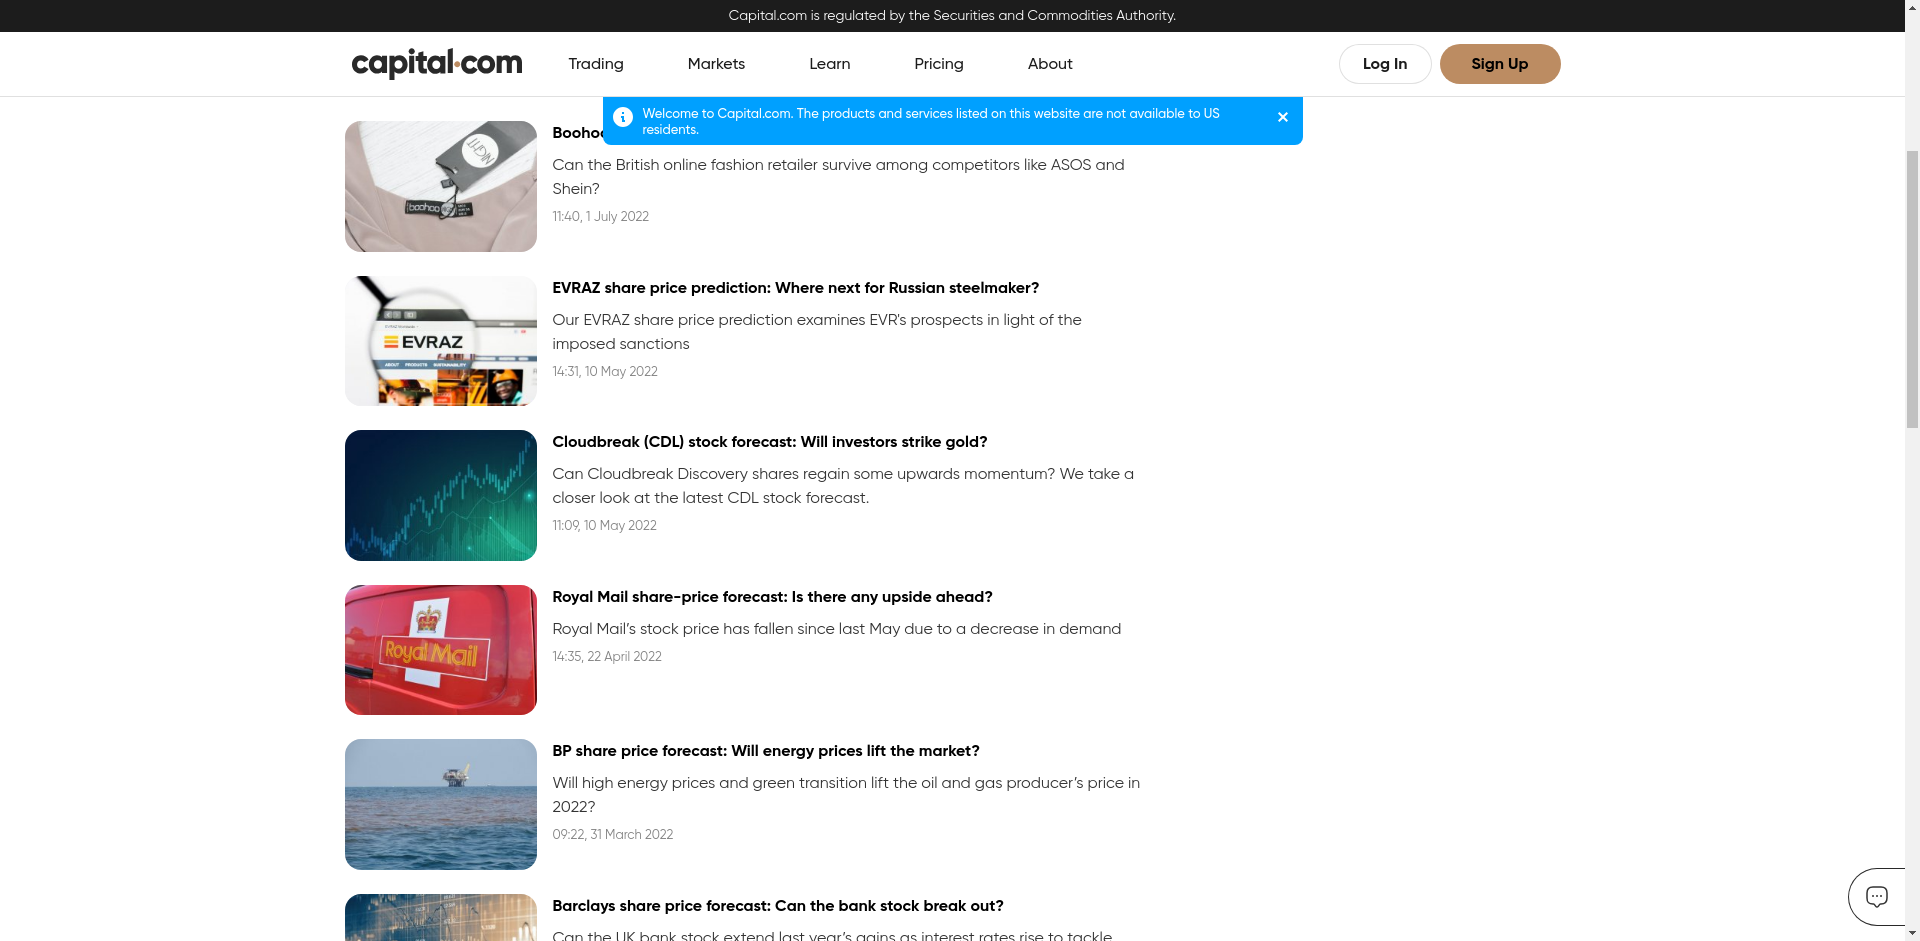 Capital.com is regulated by the Securities and Commodities Authority.
capital.com
Trading
Markets
Learn
Pricing
About
Log In
Sign Up
Welcome to Capital.com. The products and services listed on this website are not available to US
residents.
Can the British online fashion retailer survive among competitors like ASOS and
Shein?
11:40, 1 July 2022
boohoo
NIGHT
EVRAZ share price prediction: Where next for Russian steelmaker?
Our EVRAZ share price prediction examines EVR's prospects in light of the
imposed sanctions
14:31, 10 May 2022
EVRAZ
ABOUT PRODUCTS SUSTAINABILITY
Cloudbreak (CDL) stock forecast: Will investors strike gold?
Can Cloudbreak Discovery shares regain some upwards momentum? We take a
closer look at the latest CDL stock forecast.
11:09, 10 May 2022
Royal Mail share-price forecast: Is there any upside ahead?
Royal Mail’s stock price has fallen since last May due to a decrease in demand
14:35, 22 April 2022
Royal Mail
BP share price forecast: Will energy prices lift the market?
Will high energy prices and green transition lift the oil and gas producer’s price in
2022?
09:22, 31 March 2022
Barclays share price forecast: Can the bank stock break out?
Can the UK bank stock extend last year’s gains as interest rates rise to tackle